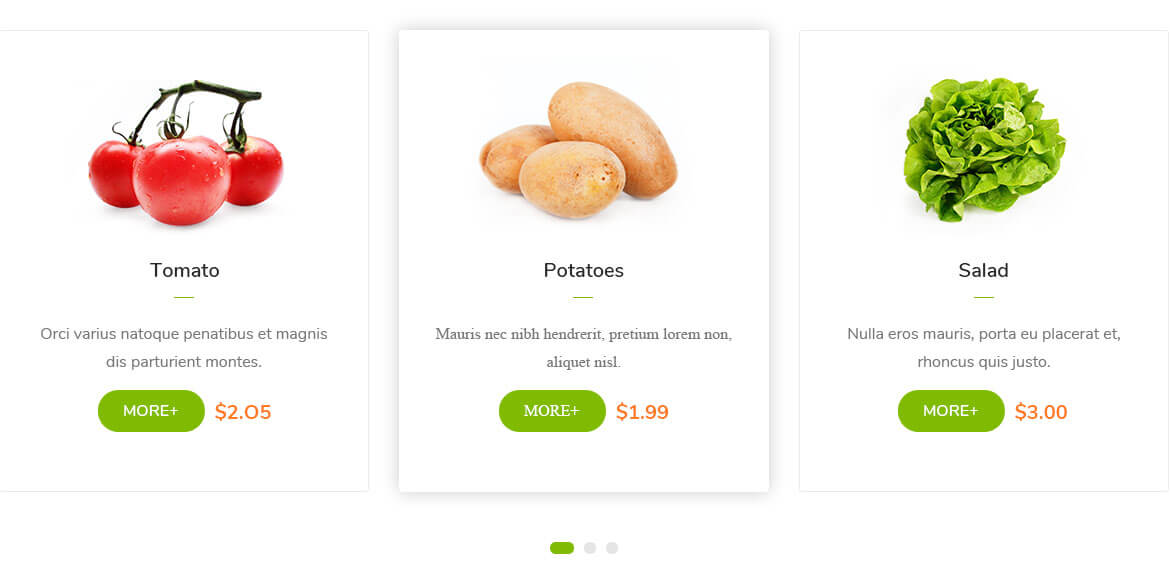 Tomato
Orci varius natoque penatibus et magnis
dis parturient montes.
MORE+ $2.O5
Potatoes
Mauris nec nibh hendrerit, pretium lorem non,
aliquet nisl.
MORE+ $1.99
Salad
Nulla eros mauris, porta eu placerat et,
rhoncus quis justo.
MORE+ $3.00